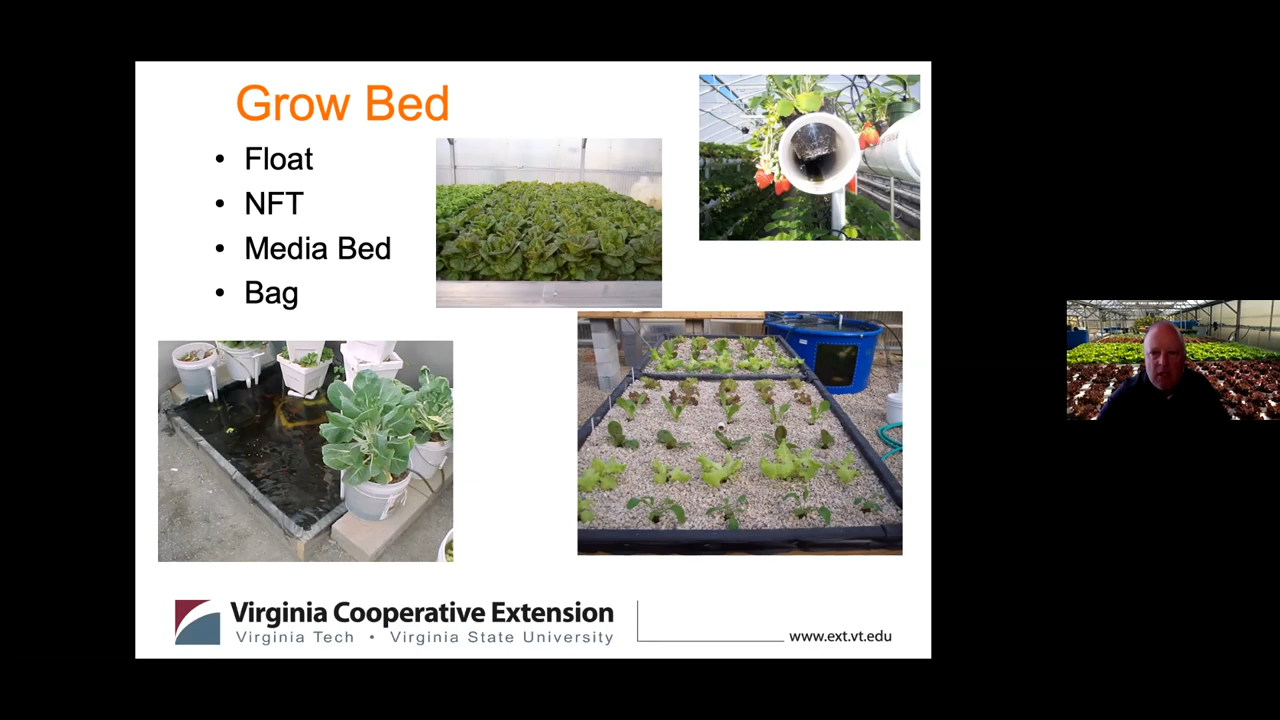 Grow Bed
• Float
• NFT
• Media Bed
• Bag
Virginia Cooperative Extension
Virginia Tech • Virginia State University
www.ext.vt.edu